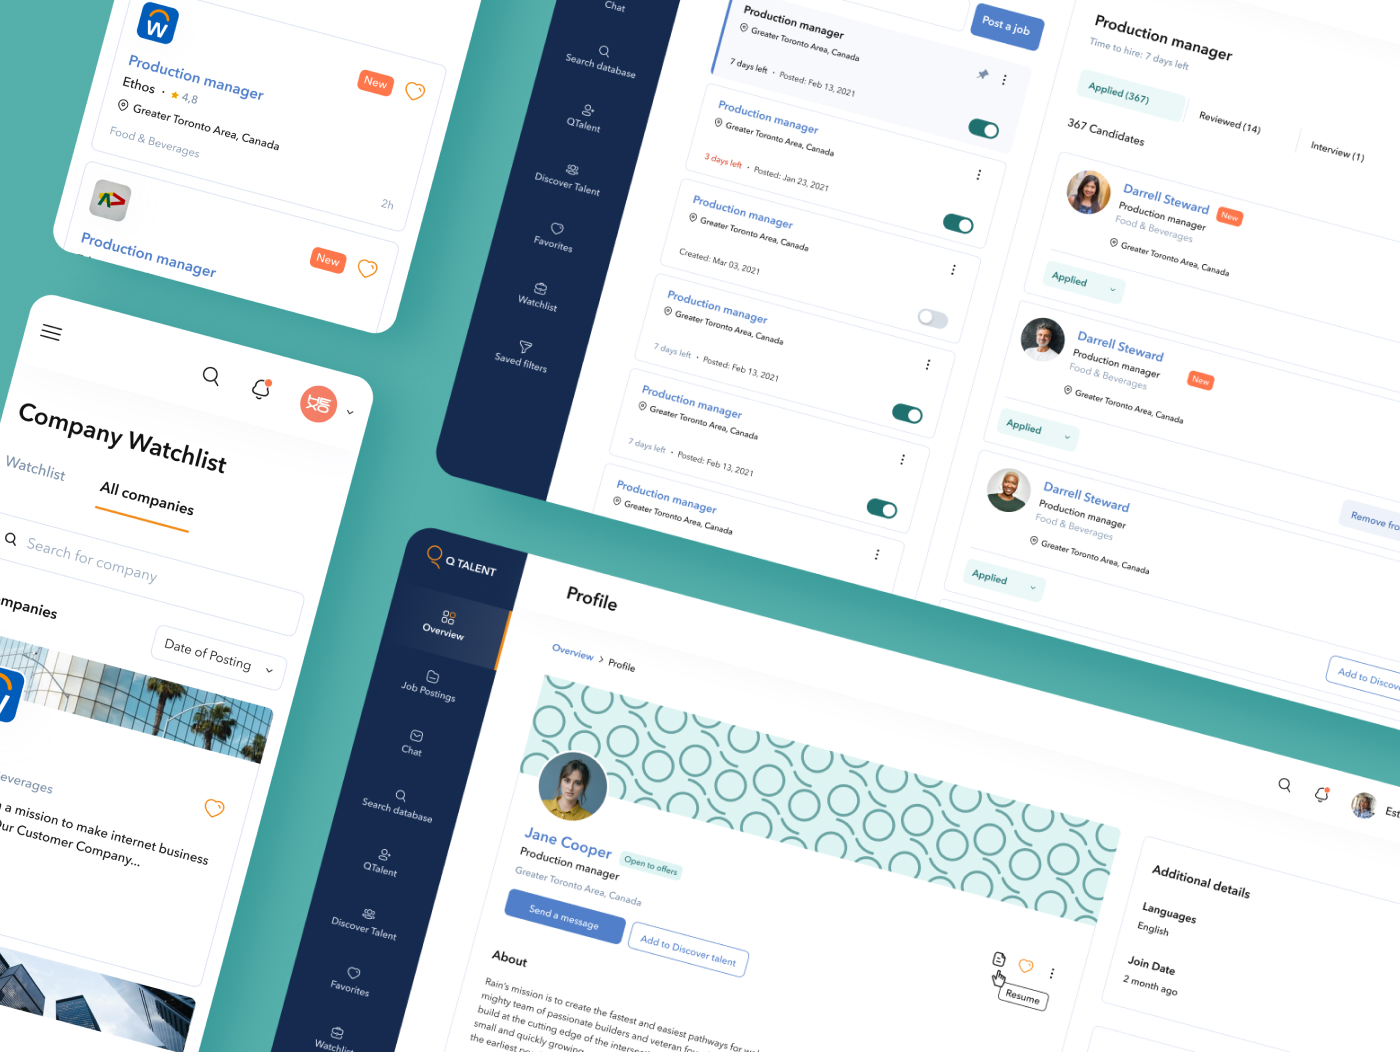 W
Production manager
New
Ethos · ★ 4,8
Greater Toronto Area, Canada
Food & Beverages
2h
Production manager
New
Company Watchlist
Watchlist
All companies
Search for company
ompanies
Date of Posting
everages
a mission to make internet business
Our Customer Company...
Chat
Search database
QTalent
Discover Talent
Favorites
Watchlist
Saved filters
Post a job
Production manager
Greater Toronto Area, Canada
7 days left · Posted: Feb 13, 2021
Production manager
Greater Toronto Area, Canada
3 days left · Posted: Jan 23, 2021
Production manager
Greater Toronto Area, Canada
Created: Mar 03, 2021
Production manager
Greater Toronto Area, Canada
7 days left · Posted: Feb 13, 2021
Production manager
Greater Toronto Area, Canada
7 days left · Posted: Feb 13, 2021
Production manager
Greater Toronto Area, Canada
Production manager
Time to hire: 7 days left
Applied (367)
Reviewed (14)
Interview (1)
367 Candidates
Darrell Steward
New
Production manager
Food & Beverages
Greater Toronto Area, Canada
Applied
Darrell Steward
Production manager
New
Food & Beverages
Greater Toronto Area, Canada
Applied
Darrell Steward
Production manager
Food & Beverages
Greater Toronto Area, Canada
Remove fro
Applied
Add to Discove
Q TALENT
Overview
Job Postings
Chat
Search database
QTalent
Discover Talent
Favorites
Watchlist
Profile
Overview > Profile
Est
Jane Cooper
Open to offers
Production manager
Greater Toronto Area, Canada
Send a message
Add to Discover talent
Resume
About
Rain's mission is to create the fastest and easiest pathways for
mighty team of passionate builders and veteran
build at the cutting edge of the
small and quickly growing
the earliest
Additional details
Languages
English
Join Date
2 month ago